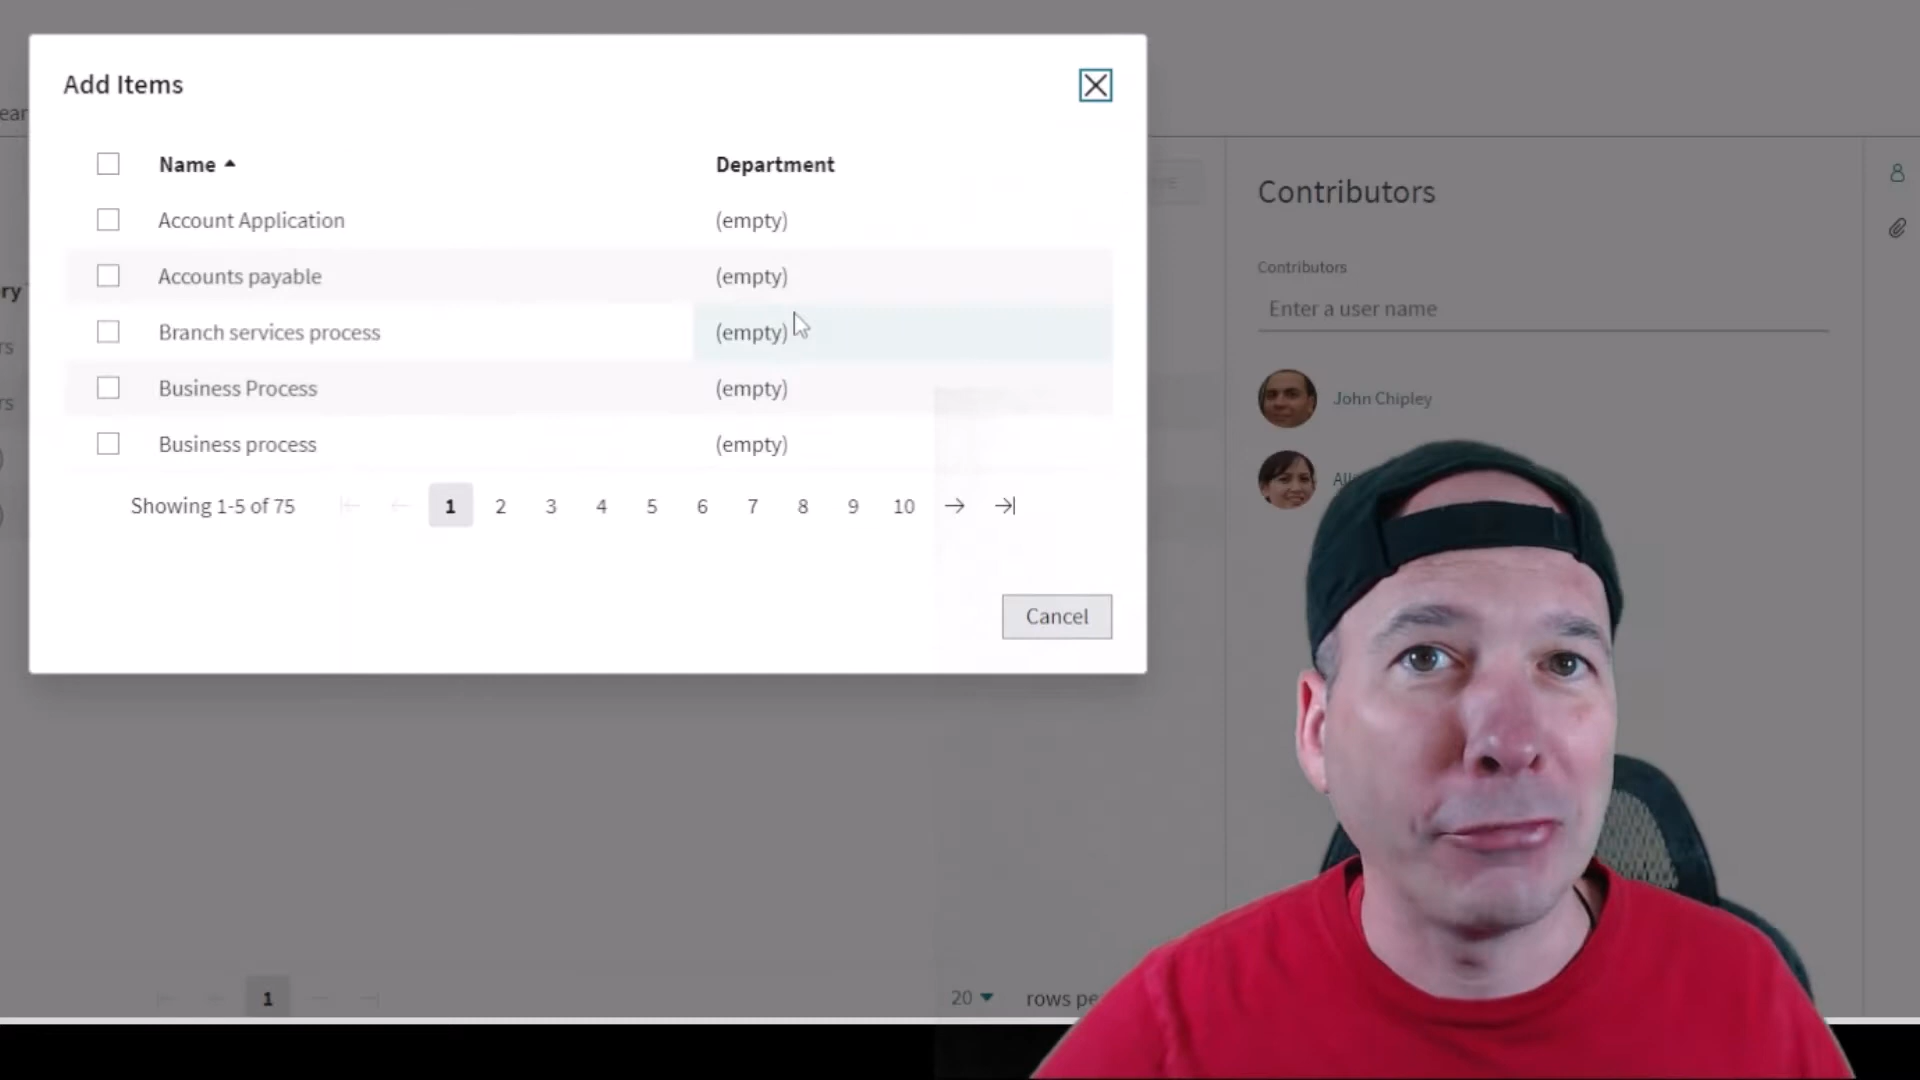 Add Items
Name Department
Account Application (empty)
Accounts payable (empty)
Branch services process (empty)
Business Process (empty)
Business process (empty)
Showing 1-5 of 75 1 2 3 4 5 6 7 8 9 10
Cancel
Contributors
Contributors
Enter a user name
John Chipley
1 20 rows